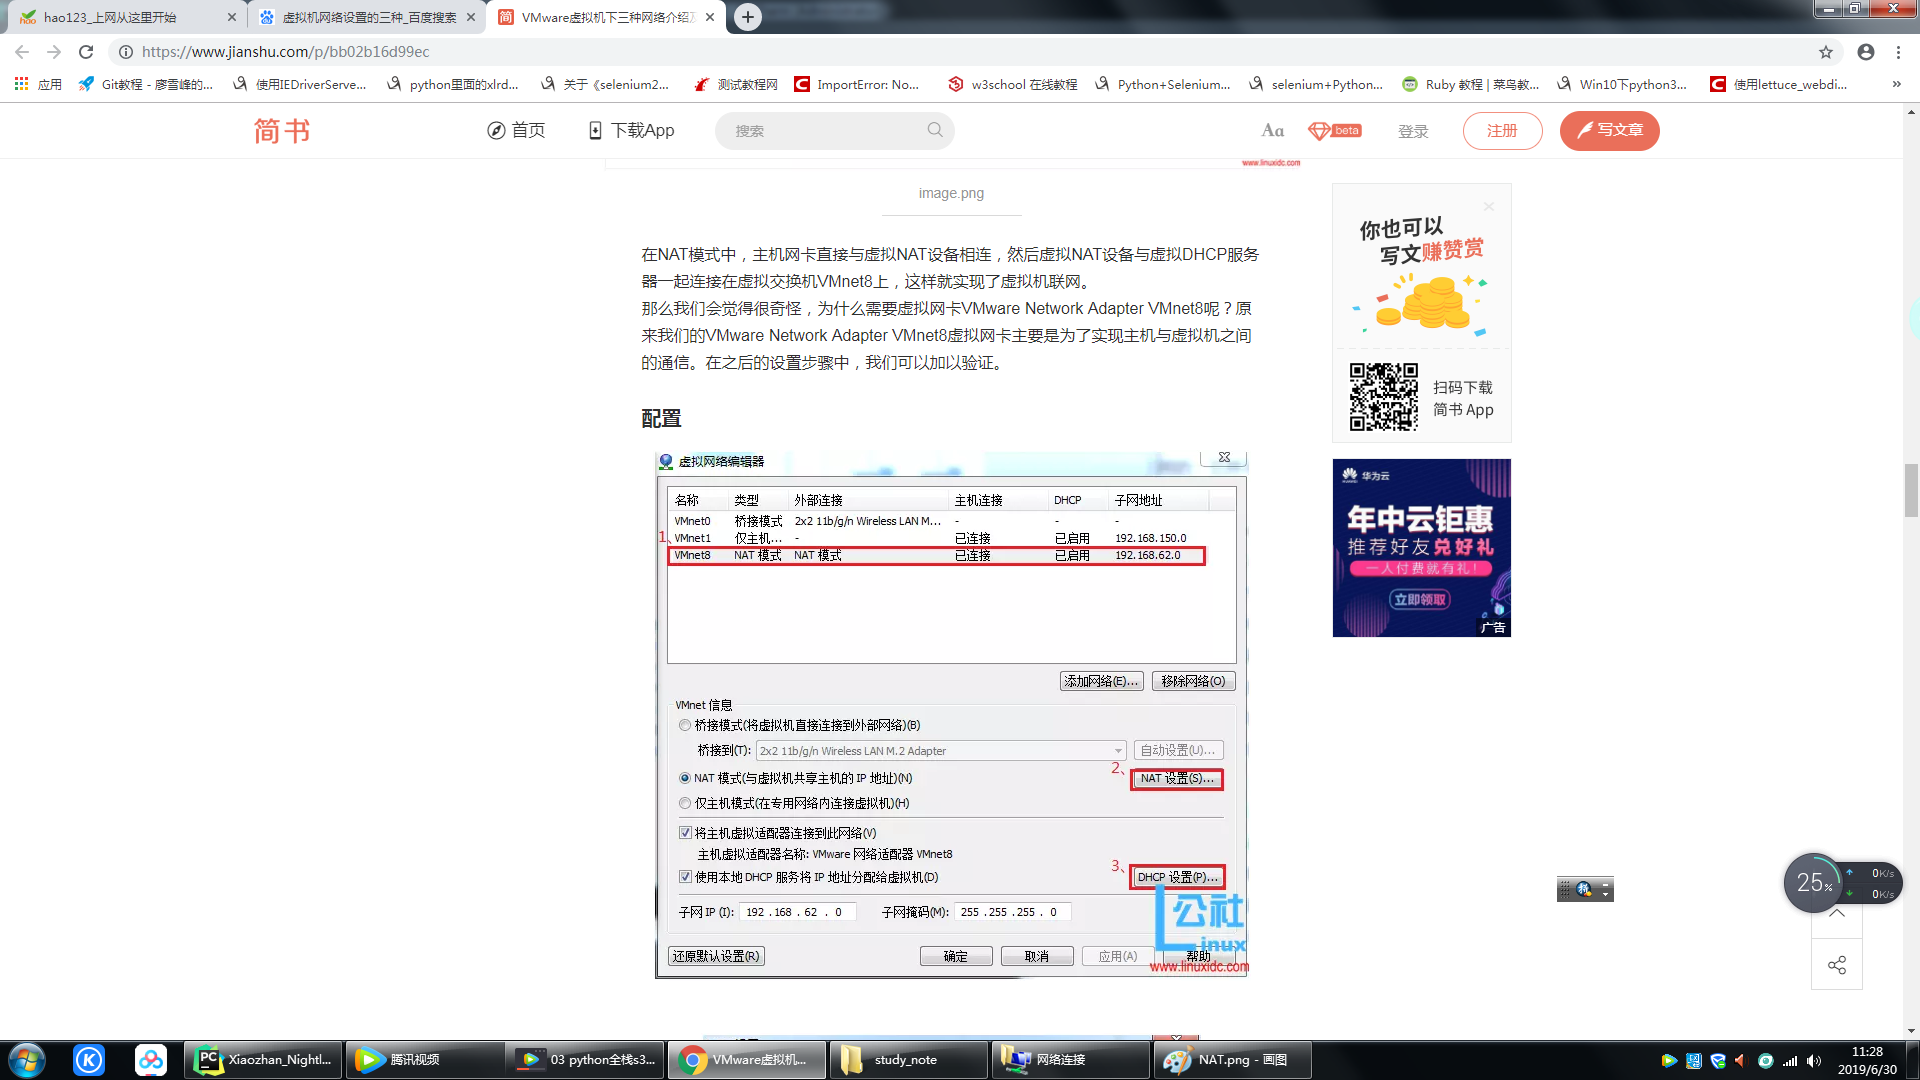 hao123_上网从这里开始
虚拟机网络设置的三种_百度搜索
VMware虚拟机下三种网络介绍及
https://www.jianshu.com/p/bb02b16d99ec
应用
Git教程 - 廖雪峰的...
使用IEDriverServe...
python里面的xlrd...
关于《selenium2...
测试教程网
ImportError: No...
w3school 在线教程
Python+Selenium...
selenium+Python...
Ruby 教程 | 菜鸟教...
Win10下python3...
使用lettuce_webdi...
»
简书
首页
下载App
搜索
Aa
beta
登录
注册
写文章
www.linuxidc.com
image.png
在NAT模式中，主机网卡直接与虚拟NAT设备相连，然后虚拟NAT设备与虚拟DHCP服务
器一起连接在虚拟交换机VMnet8上，这样就实现了虚拟机联网。
那么我们会觉得很奇怪，为什么需要虚拟网卡VMware Network Adapter VMnet8呢？原
来我们的VMware Network Adapter VMnet8虚拟网卡主要是为了实现主机与虚拟机之间
的通信。在之后的设置步骤中，我们可以加以验证。
配置
虚拟网络编辑器
名称 类型 外部连接 主机连接 DHCP 子网地址
VMnet0 桥接模式 2x2 11b/g/n Wireless LAN M... - - -
VMnet1 仅主机... - 已连接 已启用 192.168.150.0
1、
VMnet8 NAT 模式 NAT 模式 已连接 已启用 192.168.62.0
添加网络(E)... 移除网络(O)
VMnet 信息
桥接模式(将虚拟机直接连接到外部网络)(B)
桥接到(T): 2x2 11b/g/n Wireless LAN M.2 Adapter 自动设置(U)...
2、
NAT 模式(与虚拟机共享主机的 IP 地址)(N) NAT 设置(S)...
仅主机模式(在专用网络内连接虚拟机)(H)
将主机虚拟适配器连接到此网络(V)
主机虚拟适配器名称: VMware 网络适配器 VMnet8
3、
使用本地 DHCP 服务将 IP 地址分配给虚拟机(D) DHCP 设置(P)...
子网 IP (I): 192 . 168 . 62 . 0 子网掩码(M): 255 .255 .255 . 0
公社
Linux
还原默认设置(R) 确定 取消 应用(A) 帮助
www.linuxidc.com
你也可以
写文赚赞赏
扫码下载
简书 App
华为云
年中云钜惠
推荐好友兑好礼
一人付费就有礼!
立即领取
广告
25%
0K/s
0K/s
Xiaozhan_Nightl...
腾讯视频
03 python全栈s3...
VMware虚拟机...
study_note
网络连接
NAT.png - 画图
11:28
2019/6/30